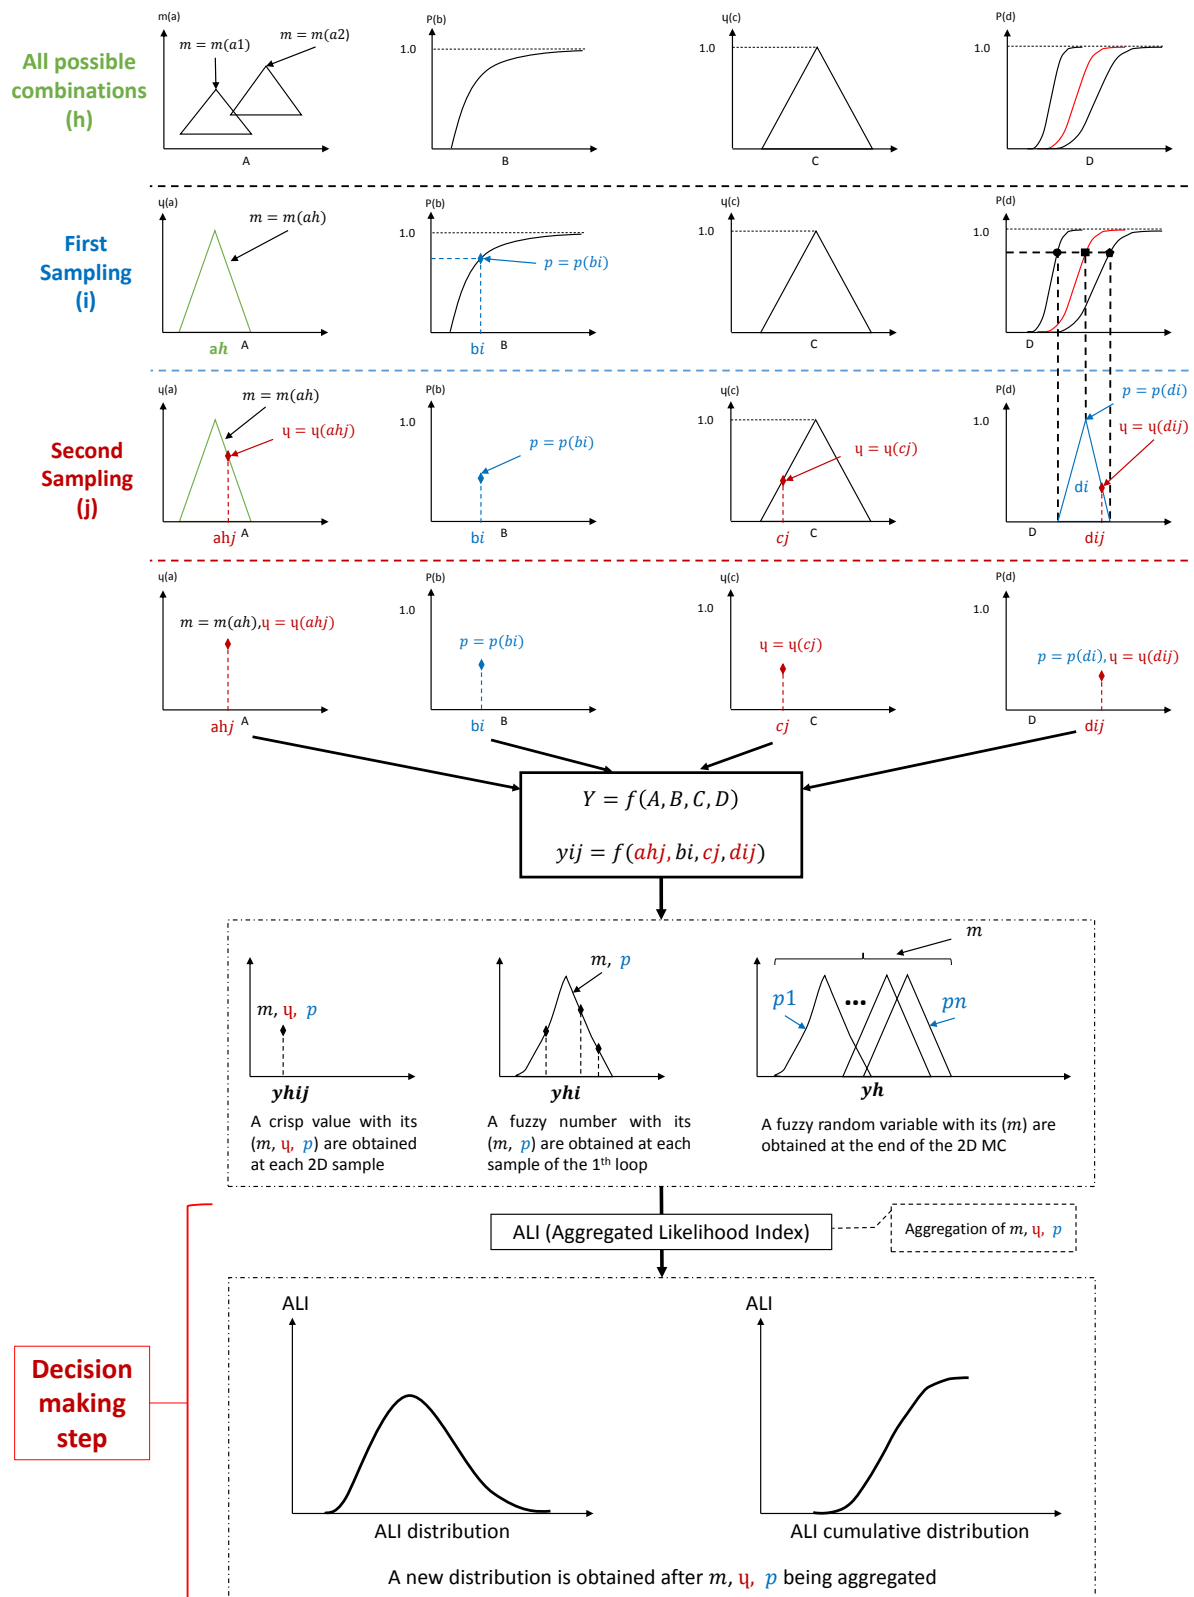 m(a)
P(b)
ɥ(c)
P(d)
m = m(a1)
m = m(a2)
1.0
1.0
1.0
All possible
combinations
(h)
A
B
C
D
ɥ(a)
P(b)
ɥ(c)
P(d)
m = m(ah)
1.0
p = p(bi)
1.0
1.0
First
Sampling
(i)
A
B
C
D
ah
bi
ɥ(a)
P(b)
ɥ(c)
P(d)
m = m(ah)
ɥ = ɥ(ahj)
1.0
p = p(bi)
1.0
ɥ = ɥ(cj)
1.0
p = p(di)
ɥ = ɥ(dij)
di
Second
Sampling
(j)
A
B
C
D
ahj
bi
cj
dij
ɥ(a)
P(b)
ɥ(c)
P(d)
1.0
1.0
1.0
m = m(ah),ɥ = ɥ(ahj)
p = p(bi)
ɥ = ɥ(cj)
p = p(di), ɥ = ɥ(dij)
A
B
C
D
ahj
bi
cj
dij
Y = f(A, B, C, D)
yij = f(ahj, bi, cj, dij)
m, ɥ, p
yhij
A crisp value with its
(m, ɥ, p) are obtained
at each 2D sample
m, p
yhi
A fuzzy number with its
(m, p) are obtained at each
sample of the 1th loop
m
p1
...
pn
yh
A fuzzy random variable with its (m) are
obtained at the end of the 2D MC
ALI (Aggregated Likelihood Index)
Aggregation of m, ɥ, p
Decision
making
step
ALI
ALI
ALI distribution
ALI cumulative distribution
A new distribution is obtained after m, ɥ, p being aggregated